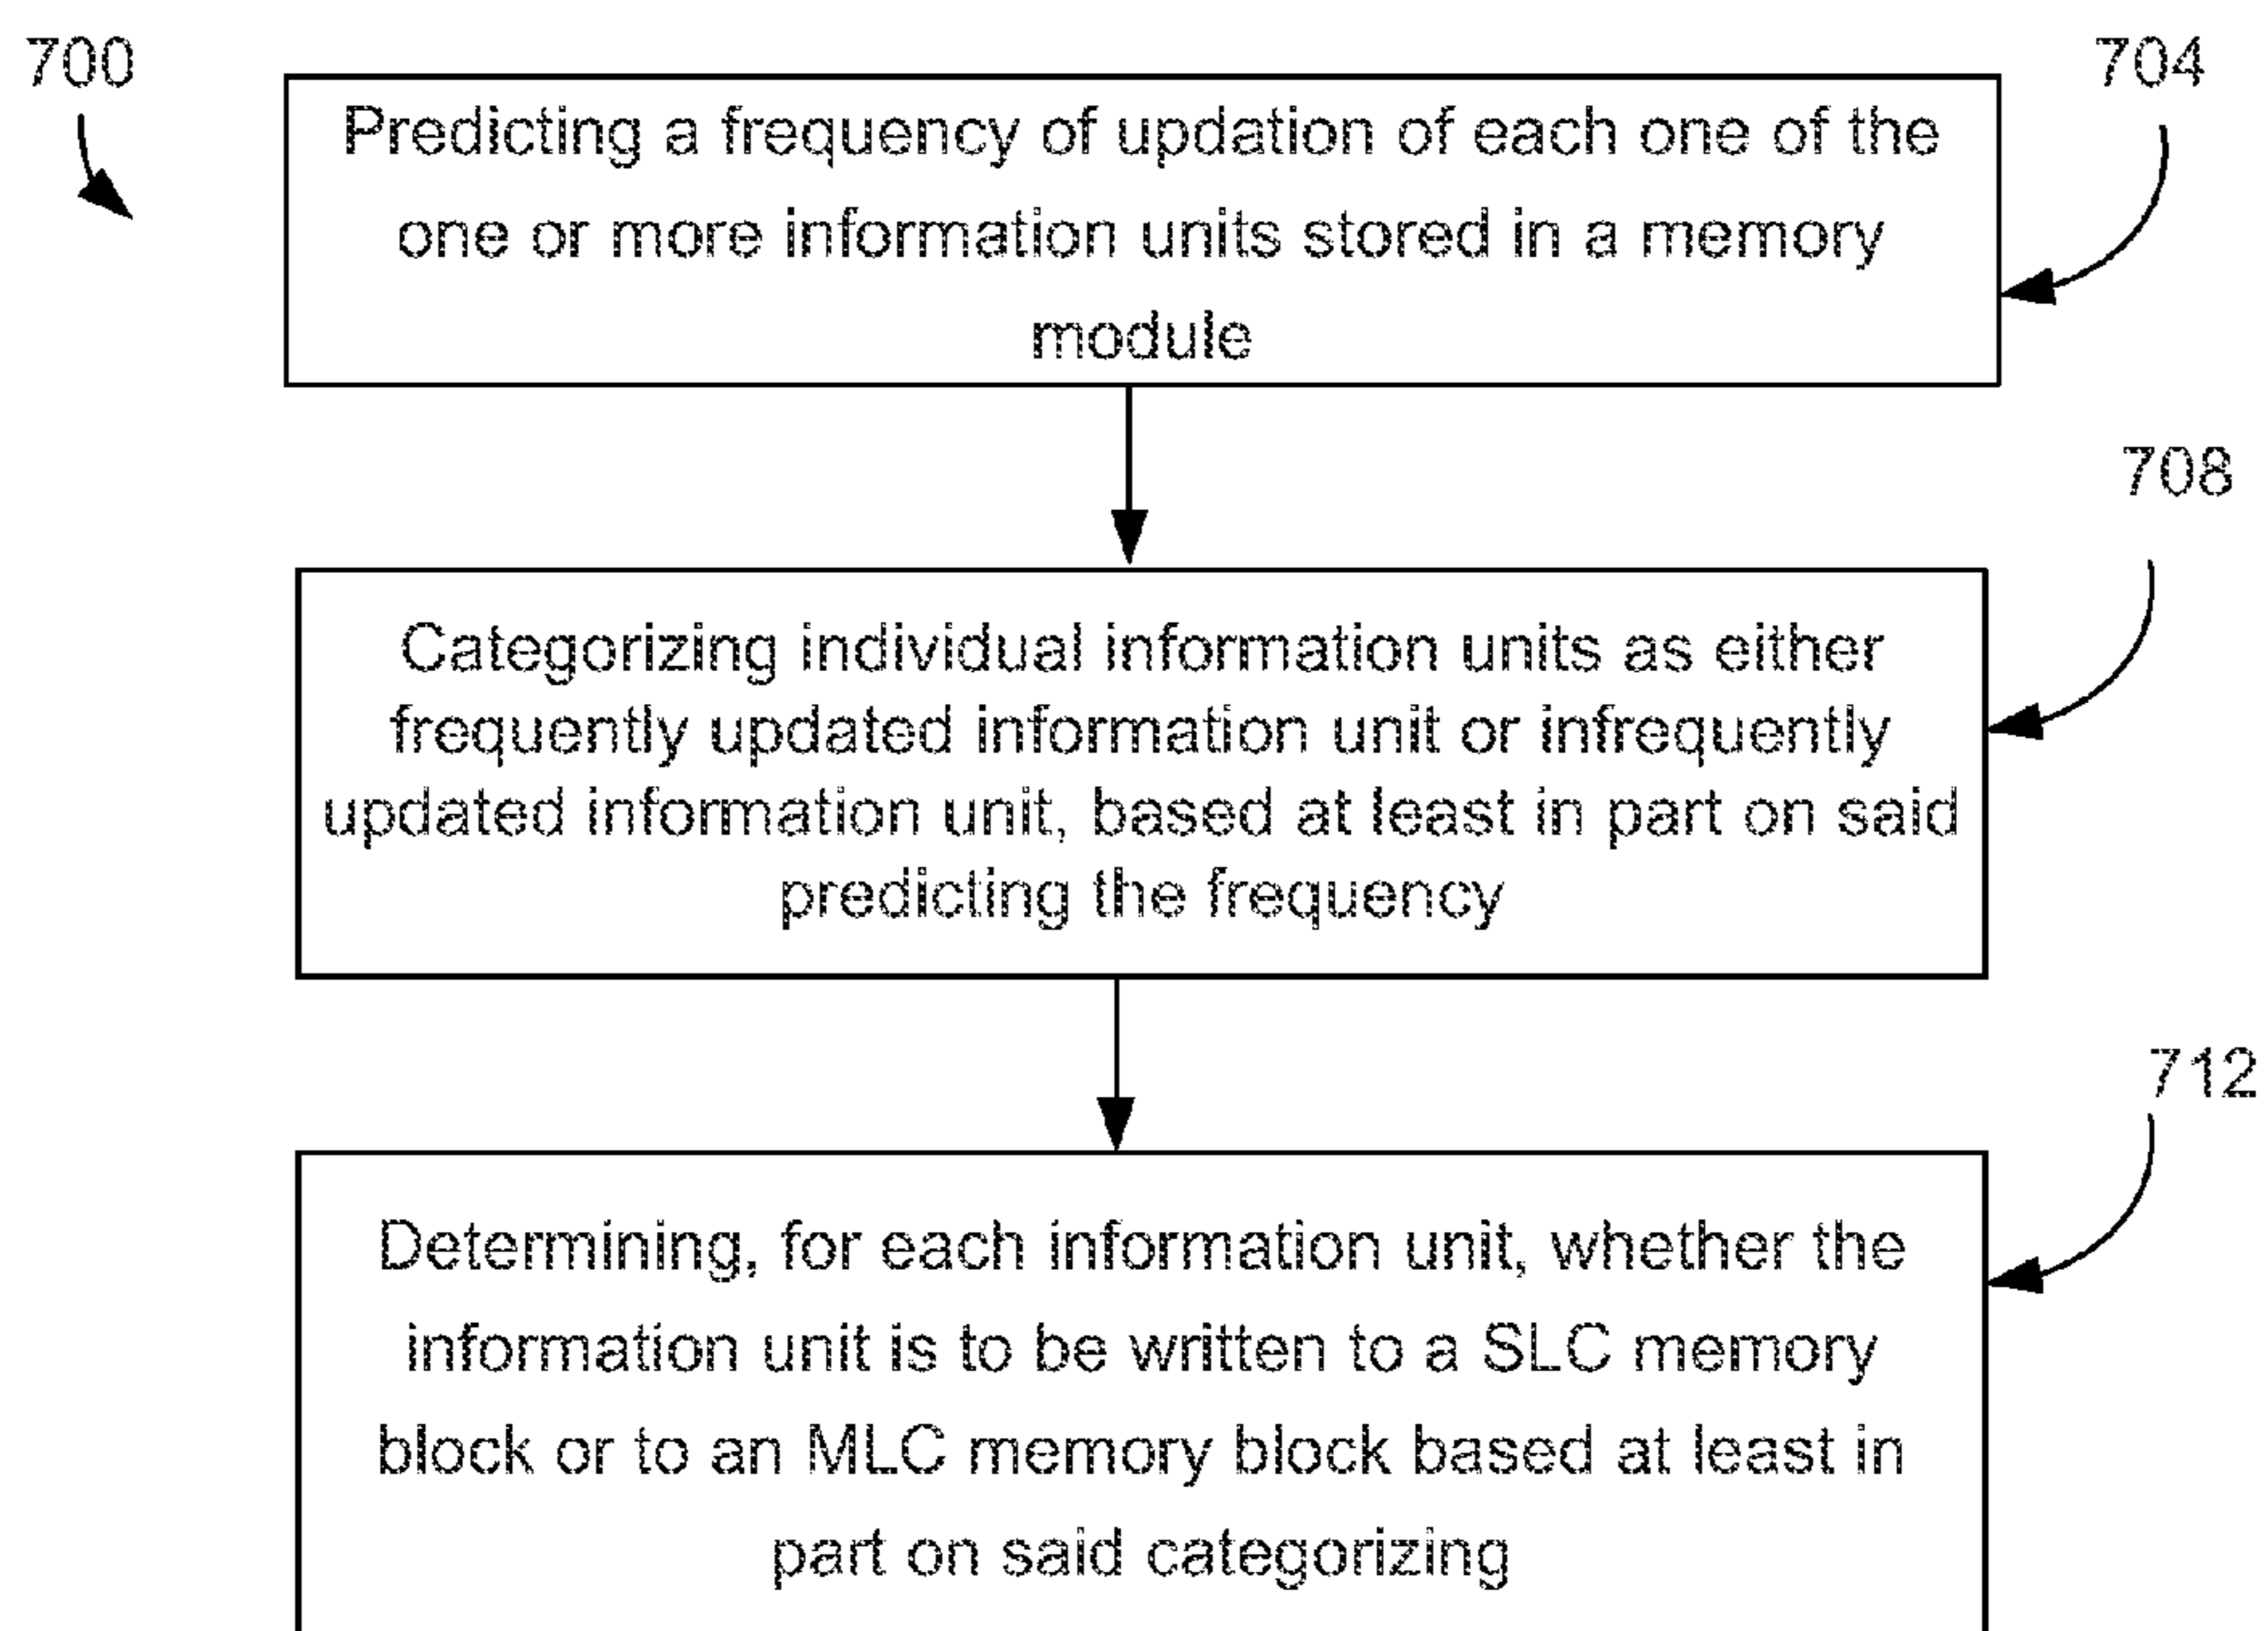 700
704
Predicting a frequency of updation of each one of the
one or more information units stored in a memory
module
708
Categorizing individual information units as either
frequently updated information unit or infrequently
updated information unit, based at least in part on said
predicting the frequency
712
Determining, for each information unit, whether the
information unit is to be written to a SLC memory
block or to an MLC memory block based at least in
part on said categorizing